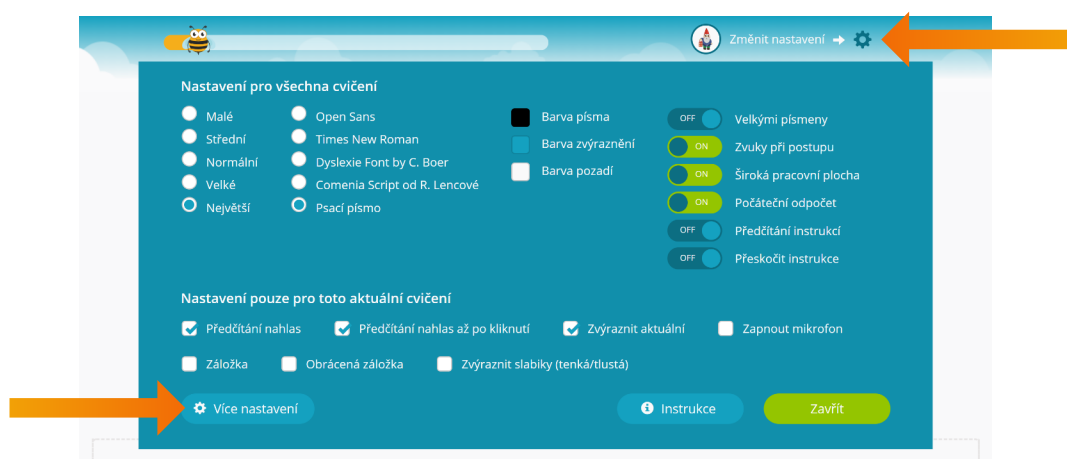 Změnit nastavení
Nastavení pro všechna cvičení
Malé
Střední
Normální
Velké
Největší
Open Sans
Times New Roman
Dyslexie Font by C. Boer
Comenia Script od R. Lencové
Psací písmo
Barva písma
Barva zvýraznění
Barva pozadí
OFF Velkými písmeny
ON Zvuky při postupu
ON Široká pracovní plocha
ON Počáteční odpočet
OFF Předčítání instrukcí
OFF Přeskočit instrukce
Nastavení pouze pro toto aktuální cvičení
Předčítání nahlas Předčítání nahlas až po kliknutí Zvýraznit aktuální Zapnout mikrofon
Záložka Obrácená záložka Zvýraznit slabiky (tenká/tlustá)
Více nastavení Instrukce Zavřít